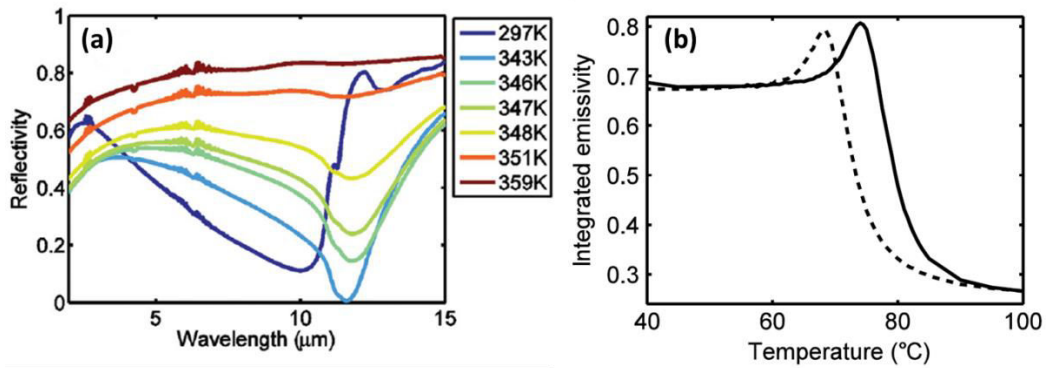 (a)
1
0.8
0.6
0.4
0.2
0
5
10
15
Reflectivity
Wavelength (μm)
297K
343K
346K
347K
348K
351K
359K
(b)
0.8
0.7
0.6
0.5
0.4
0.3
40
60
80
100
Integrated emissivity
Temperature (°C)